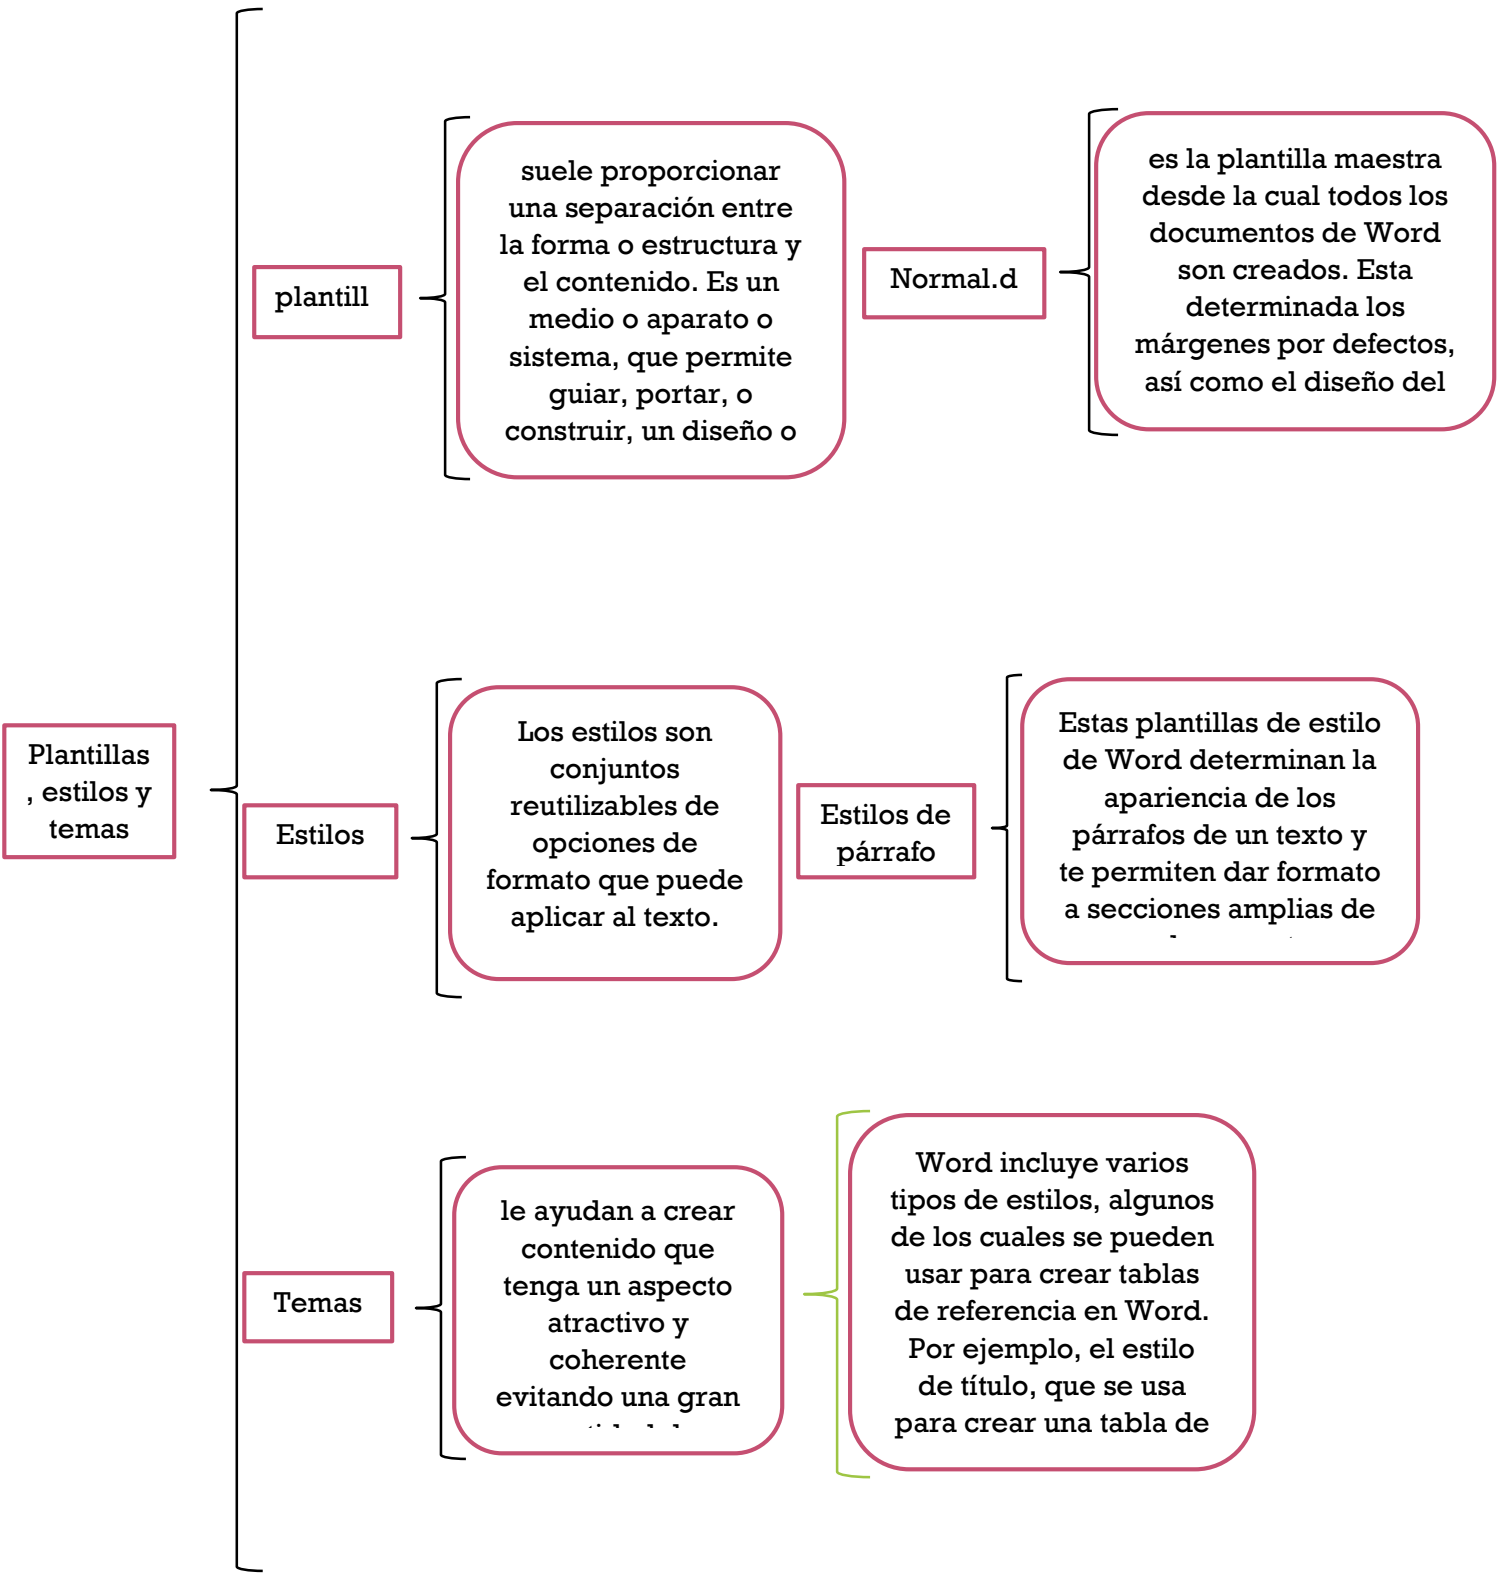 Plantillas
, estilos y
temas
plantill
suele proporcionar
una separación entre
la forma o estructura y
el contenido. Es un
medio o aparato o
sistema, que permite
guiar, portar, o
construir, un diseño o
Normal.d
es la plantilla maestra
desde la cual todos los
documentos de Word
son creados. Esta
determinada los
márgenes por defectos,
así como el diseño del
Estilos
Los estilos son
conjuntos
reutilizables de
opciones de
formato que puede
aplicar al texto.
Estilos de
párrafo
Estas plantillas de estilo
de Word determinan la
apariencia de los
párrafos de un texto y
te permiten dar formato
a secciones amplias de
Temas
le ayudan a crear
contenido que
tenga un aspecto
atractivo y
coherente
evitando una gran
Word incluye varios
tipos de estilos, algunos
de los cuales se pueden
usar para crear tablas
de referencia en Word.
Por ejemplo, el estilo
de título, que se usa
para crear una tabla de